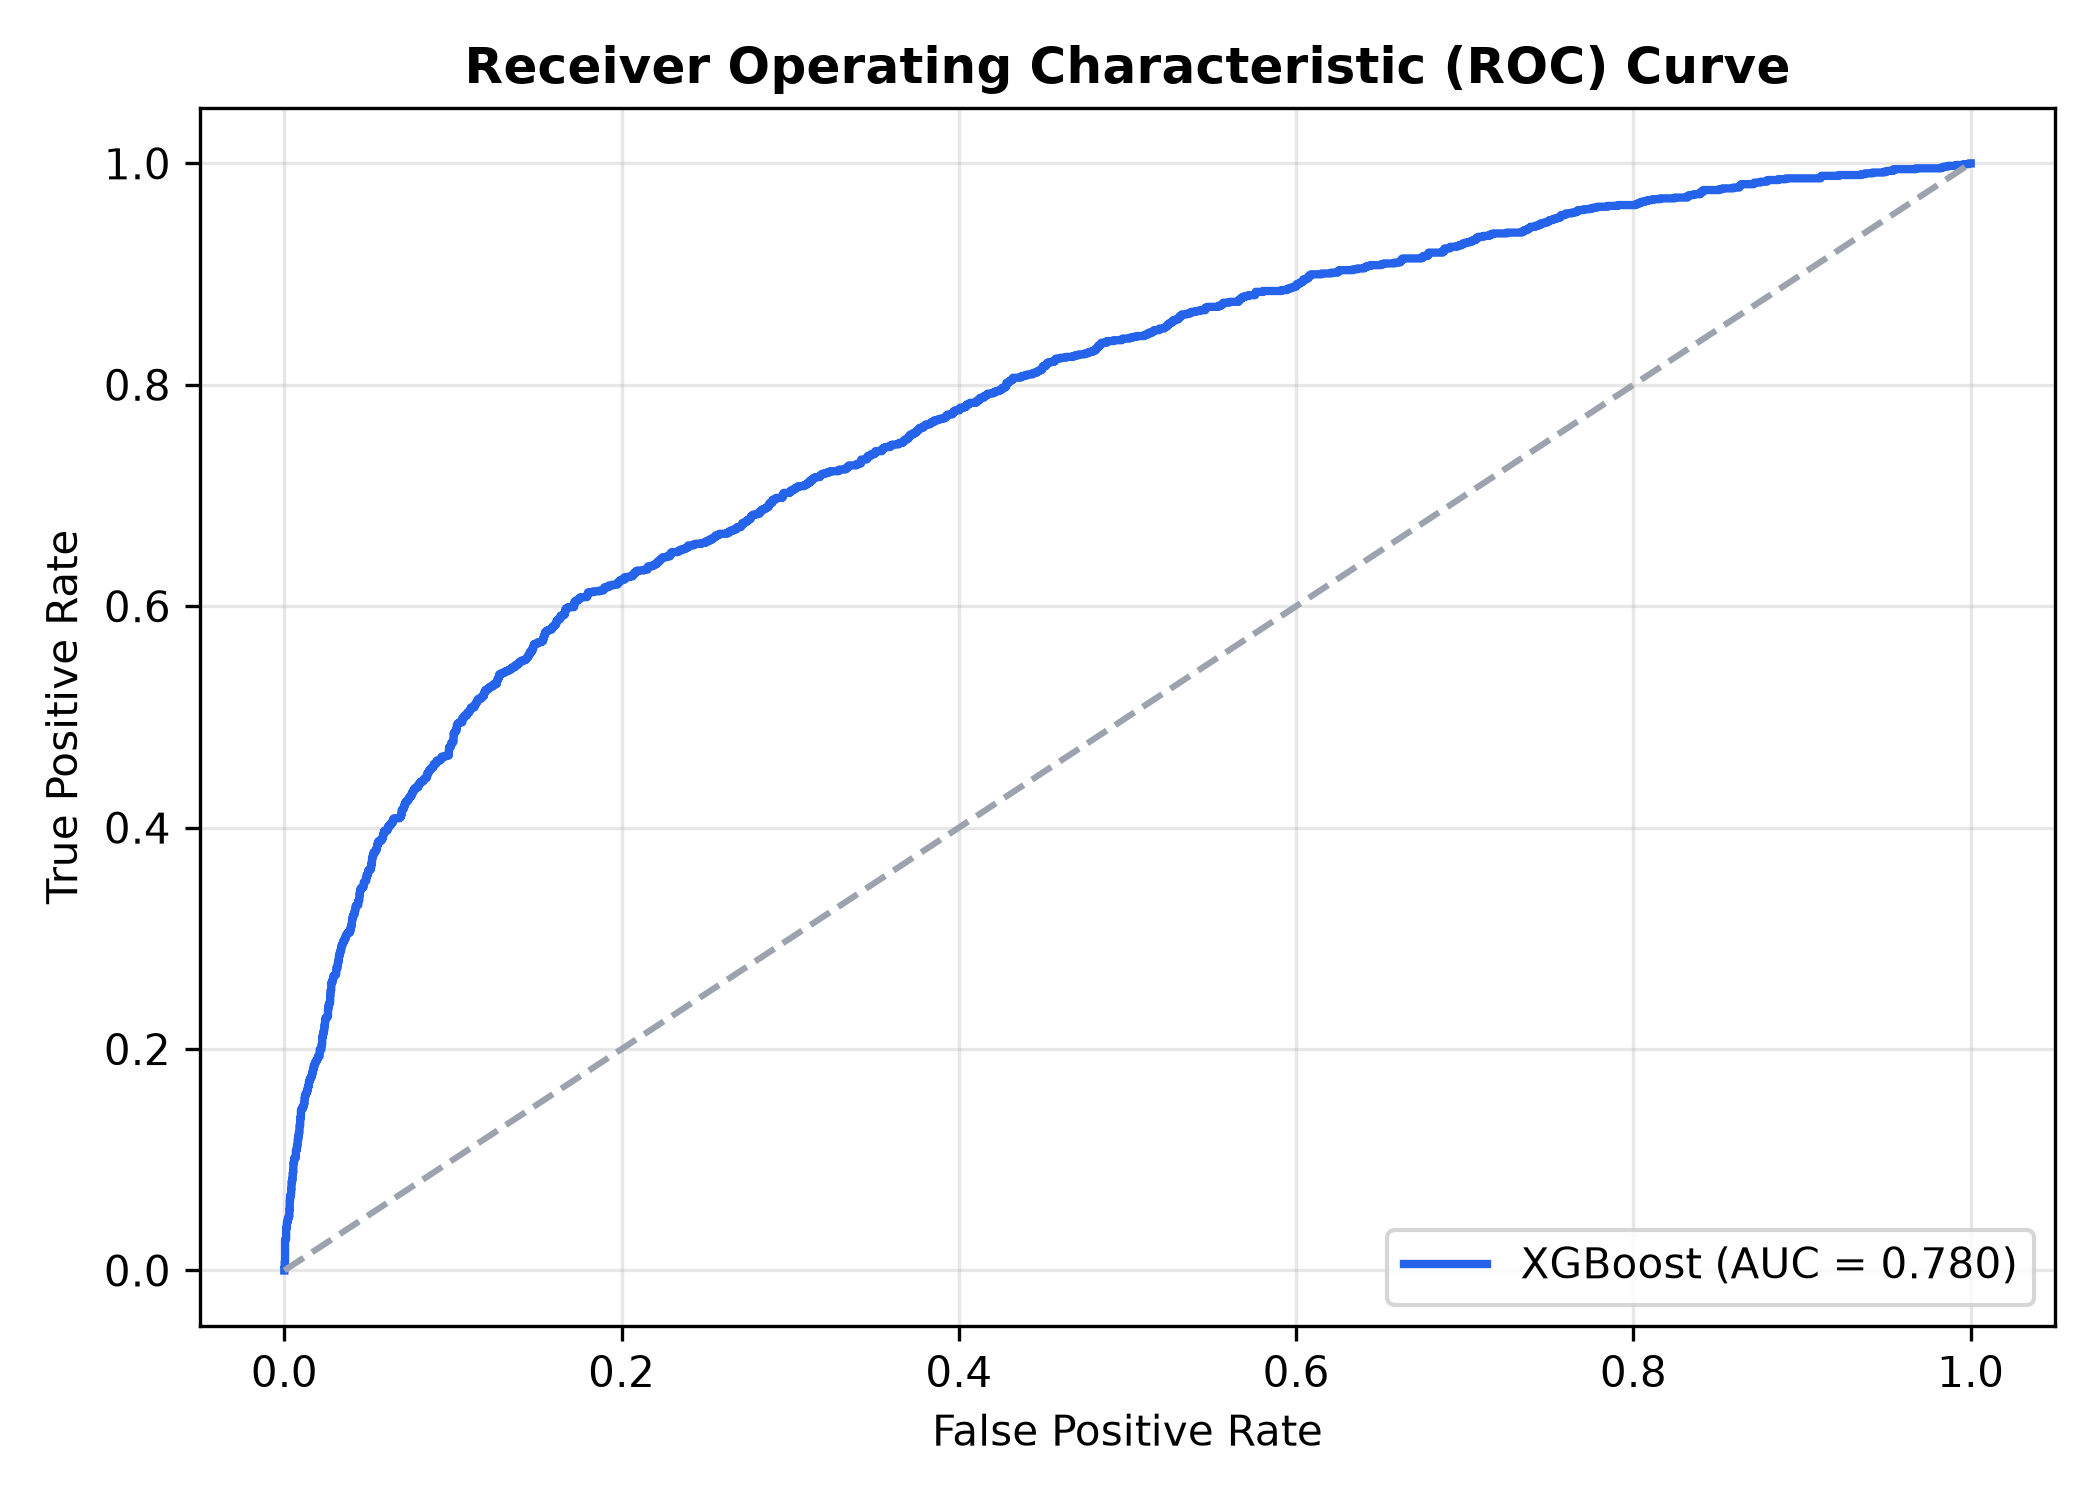 Receiver Operating Characteristic (ROC) Curve
True Positive Rate
1.0
0.8
0.6
0.4
0.2
0.0
XGBoost (AUC = 0.780)
0.0 0.2 0.4 0.6 0.8 1.0
False Positive Rate